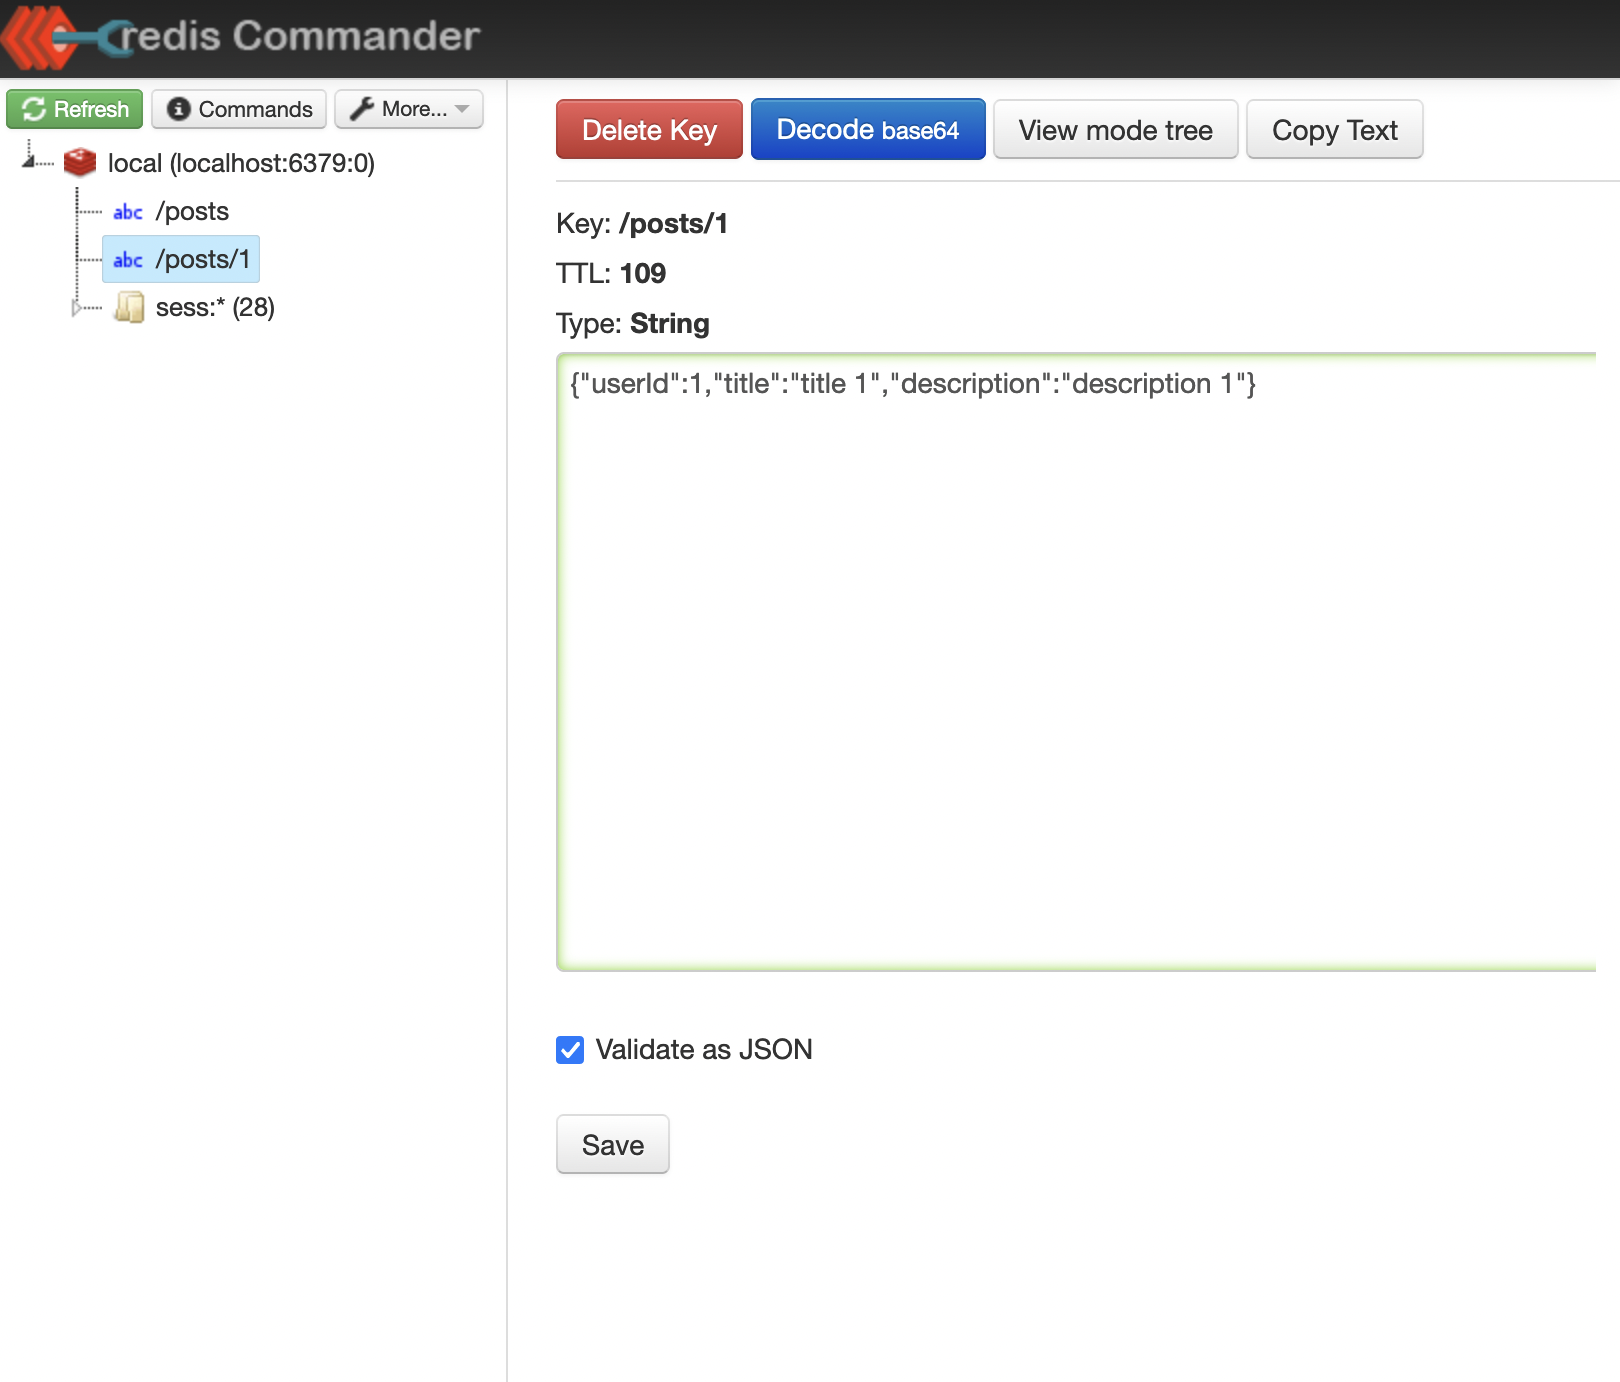 redis Commander
Refresh Commands More...
local (localhost:6379:0)
abc /posts
abc /posts/1
sess:* (28)
Delete Key Decode base64 View mode tree Copy Text
Key: /posts/1
TTL: 109
Type: String
{"userId":1,"title":"title 1","description":"description 1"}
Validate as JSON
Save